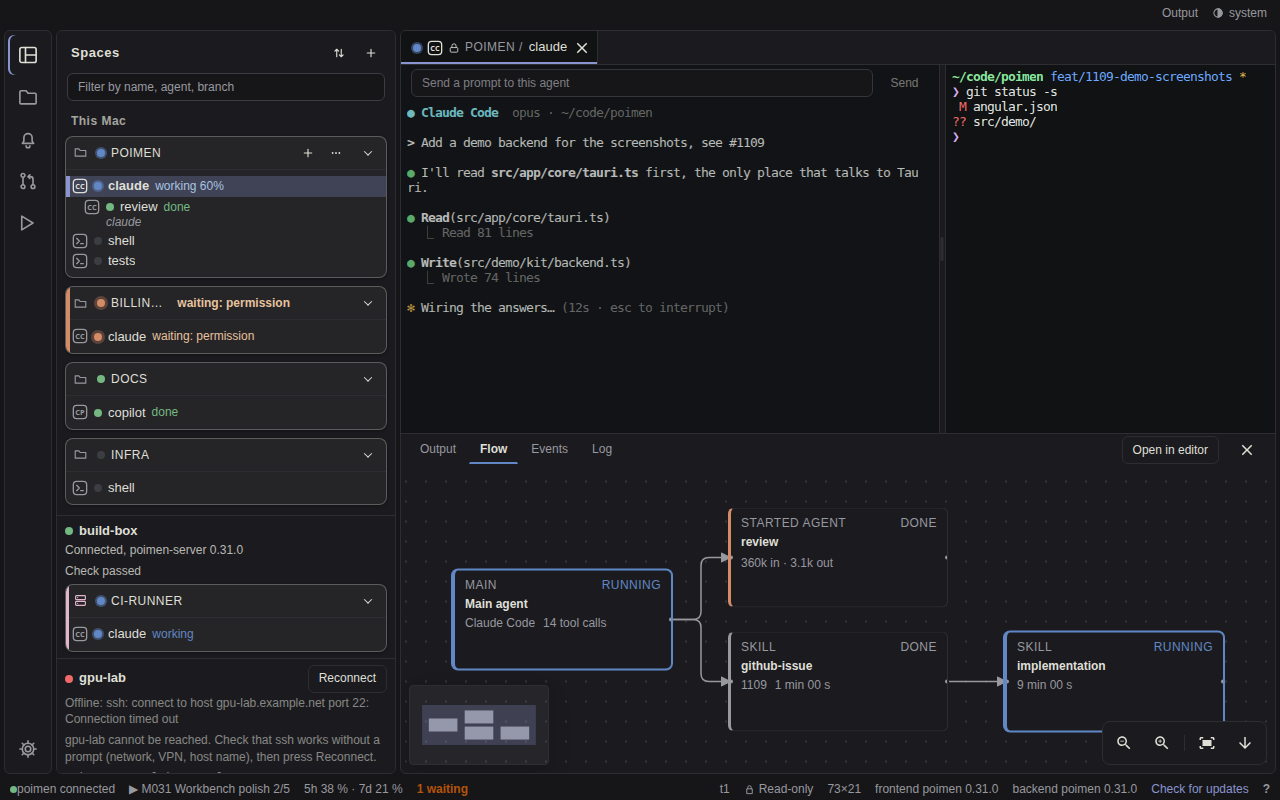 Output system
Spaces
Filter by name, agent, branch
This Mac
POIMEN
CC claude working 60%
CC review done
claude
shell
tests
BILLIN… waiting: permission
CC claude waiting: permission
DOCS
CP copilot done
INFRA
shell
build-box
Connected, poimen-server 0.31.0
Check passed
CI-RUNNER
CC claude working
gpu-lab Reconnect
Offline: ssh: connect to host gpu-lab.example.net port 22:
Connection timed out
gpu-lab cannot be reached. Check that ssh works without a
prompt (network, VPN, host name), then press Reconnect.
CC POIMEN / claude
Send a prompt to this agent Send
● Claude Code opus · ~/code/poimen
> Add a demo backend for the screenshots, see #1109
● I'll read src/app/core/tauri.ts first, the only place that talks to Tau
ri.
● Read(src/app/core/tauri.ts)
⎿ Read 81 lines
● Write(src/demo/kit/backend.ts)
⎿ Wrote 74 lines
✻ Wiring the answers… (12s · esc to interrupt)
~/code/poimen feat/1109-demo-screenshots *
❯ git status -s
M angular.json
?? src/demo/
❯
Output Flow Events Log Open in editor
MAIN RUNNING
Main agent
Claude Code 14 tool calls
STARTED AGENT DONE
review
360k in · 3.1k out
SKILL DONE
github-issue
1109 1 min 00 s
SKILL RUNNING
implementation
9 min 00 s
poimen connected ▶ M031 Workbench polish 2/5 5h 38 % · 7d 21 % 1 waiting t1 Read-only 73×21 frontend poimen 0.31.0 backend poimen 0.31.0 Check for updates ?